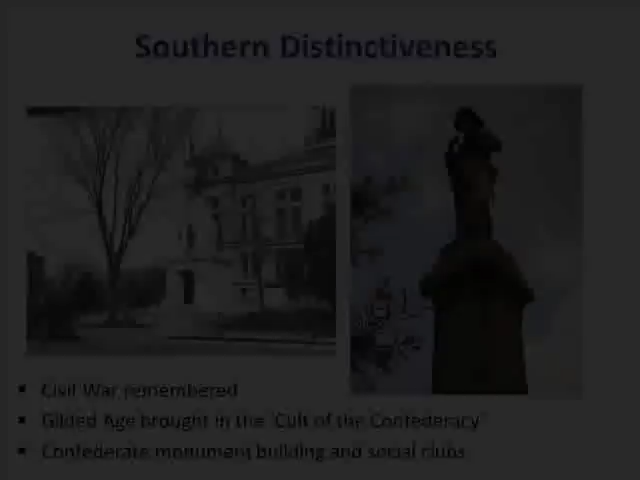 Southern Distinctiveness
▪ Civil War remembered
▪ Gilded Age brought in the 'Cult of the Confederacy'
▪ Confederate monument building and social clubs